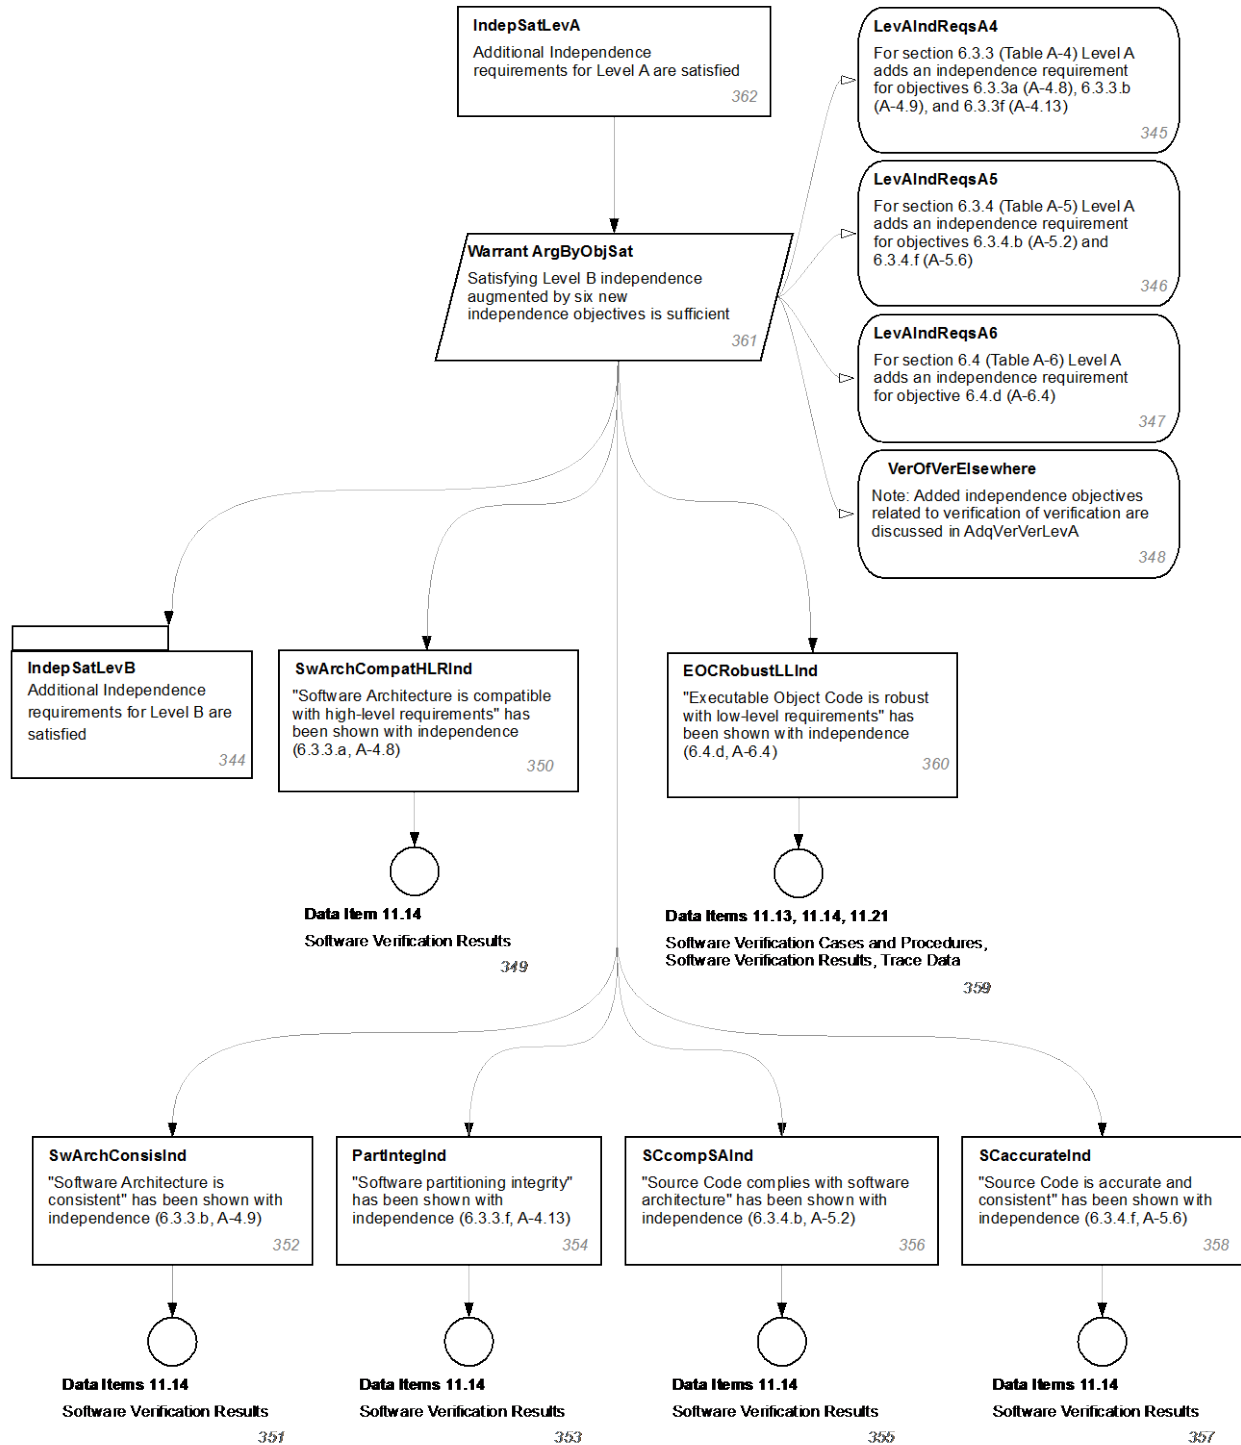 IndepSatLevA
Additional Independence
requirements for Level A are satisfied
362
LevAIndReqsA4
For section 6.3.3 (Table A-4) Level A
adds an independence requirement
for objectives 6.3.3a (A-4.8), 6.3.3.b
(A-4.9), and 6.3.3f (A-4.13)
345
LevAIndReqsA5
For section 6.3.4 (Table A-5) Level A
adds an independence requirement
for objectives 6.3.4.b (A-5.2) and
6.3.4.f (A-5.6)
346
Warrant ArgByObjSat
Satisfying Level B independence
augmented by six new
independence objectives is sufficient
361
LevAIndReqsA6
For section 6.4 (Table A-6) Level A
adds an independence requirement
for objective 6.4.d (A-6.4)
347
VerOfVerElsewhere
Note: Added independence objectives
related to verification of verification are
discussed in AdqVerVerLevA
348
IndepSatLevB
Additional Independence
requirements for Level B are
satisfied
344
SwArchCompatHLRInd
"Software Architecture is compatible
with high-level requirements" has
been shown with independence
(6.3.3.a, A-4.8)
350
EOCRobustLLInd
"Executable Object Code is robust
with low-level requirements" has
been shown with independence
(6.4.d, A-6.4)
360
Data Item 11.14
Software Verification Results
349
Data Items 11.13, 11.14, 11.21
Software Verification Cases and Procedures,
Software Verification Results, Trace Data
359
SwArchConsisInd
"Software Architecture is
consistent" has been shown with
independence (6.3.3.b, A-4.9)
352
PartIntegInd
"Software partitioning integrity"
has been shown with
independence (6.3.3.f, A-4.13)
354
SCcompSAInd
"Source Code complies with software
architecture" has been shown with
independence (6.3.4.b, A-5.2)
356
SCaccurateInd
"Source Code is accurate and
consistent" has been shown with
independence (6.3.4.f, A-5.6)
358
Data Items 11.14
Software Verification Results
351
Data Items 11.14
Software Verification Results
353
Data Items 11.14
Software Verification Results
355
Data Items 11.14
Software Verification Results
357